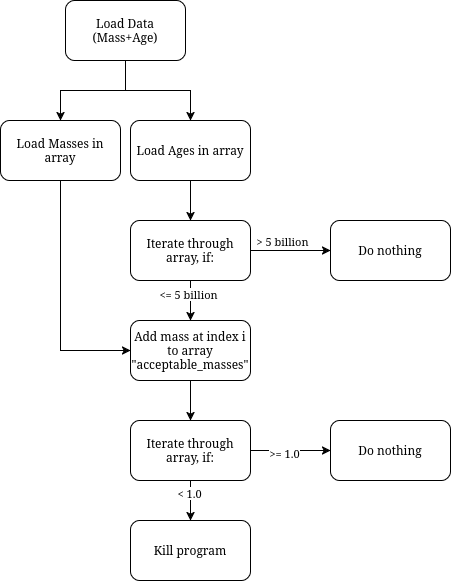 Load Data
(Mass+Age)
Load Masses in
array
Load Ages in array
Iterate through
array, if:
> 5 billion
Do nothing
<= 5 billion
Add mass at index i
to array
"acceptable_masses"
Iterate through
array, if:
>= 1.0
Do nothing
< 1.0
Kill program